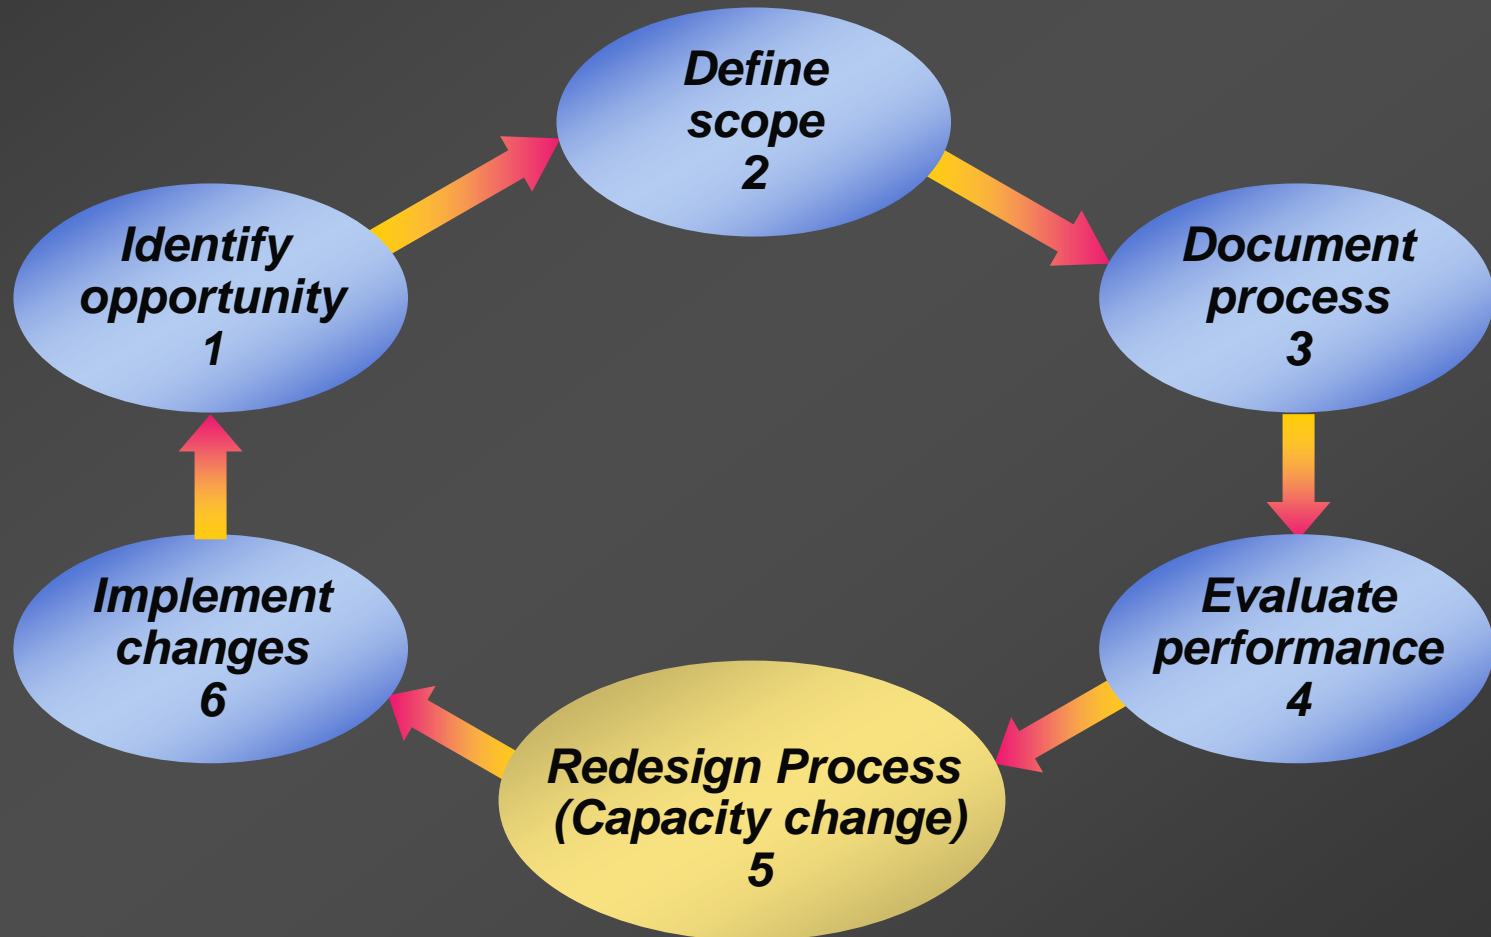 Define
scope
2
Identify
opportunity
1
Document
process
3
Implement
changes
6
Evaluate
performance
4
Redesign Process
(Capacity change)
5